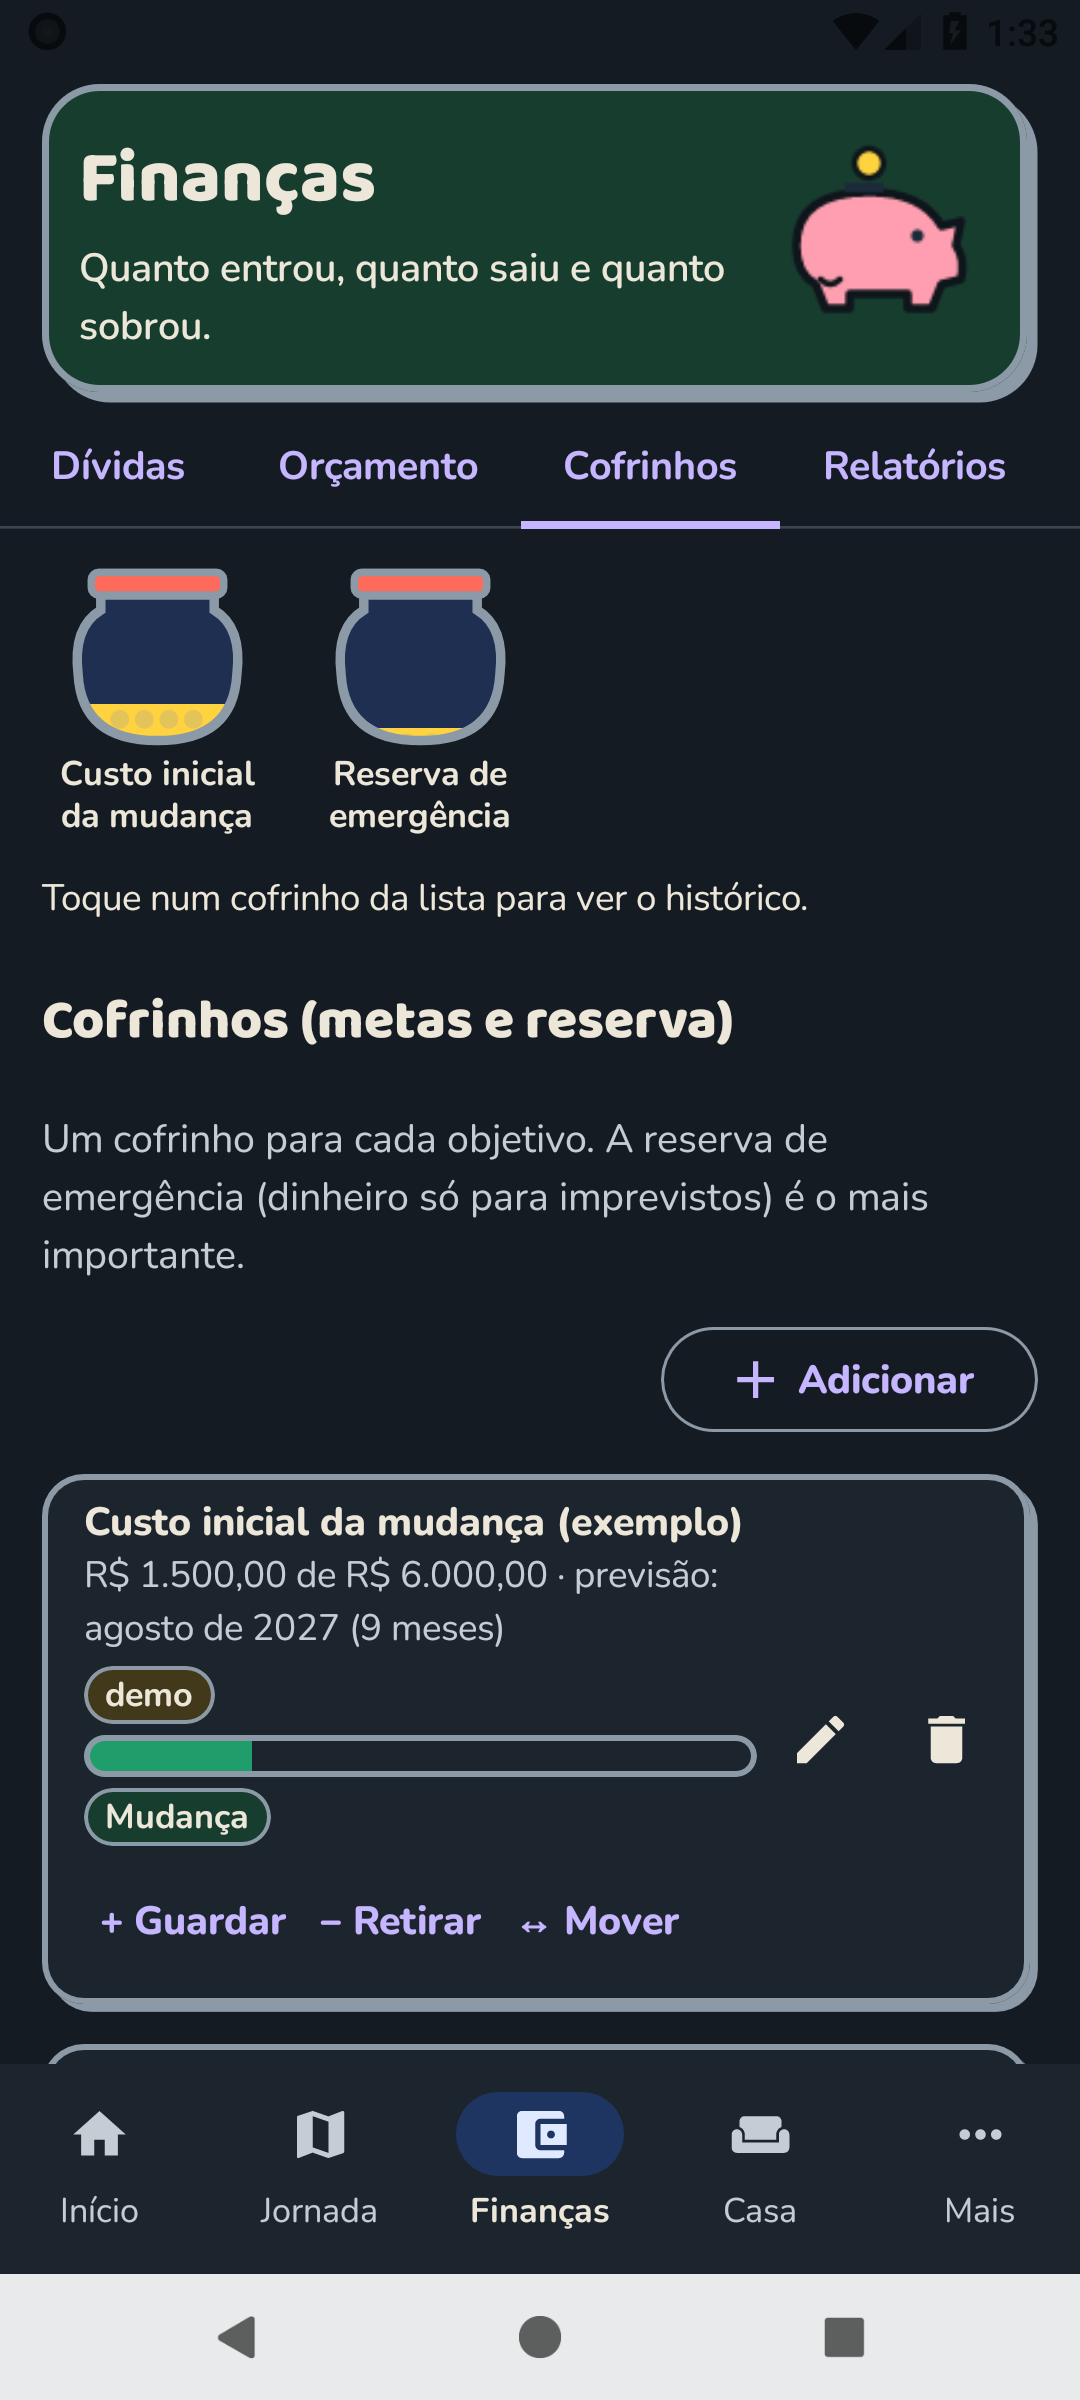 1:33
Finanças
Quanto entrou, quanto saiu e quanto
sobrou.
Dívidas
Orçamento
Cofrinhos
Relatórios
Custo inicial
da mudança
Reserva de
emergência
Toque num cofrinho da lista para ver o histórico.
Cofrinhos (metas e reserva)
Um cofrinho para cada objetivo. A reserva de
emergência (dinheiro só para imprevistos) é o mais
importante.
+ Adicionar
Custo inicial da mudança (exemplo)
R$ 1.500,00 de R$ 6.000,00 · previsão:
agosto de 2027 (9 meses)
demo
Mudança
+ Guardar
− Retirar
↔ Mover
Início
Jornada
Finanças
Casa
Mais